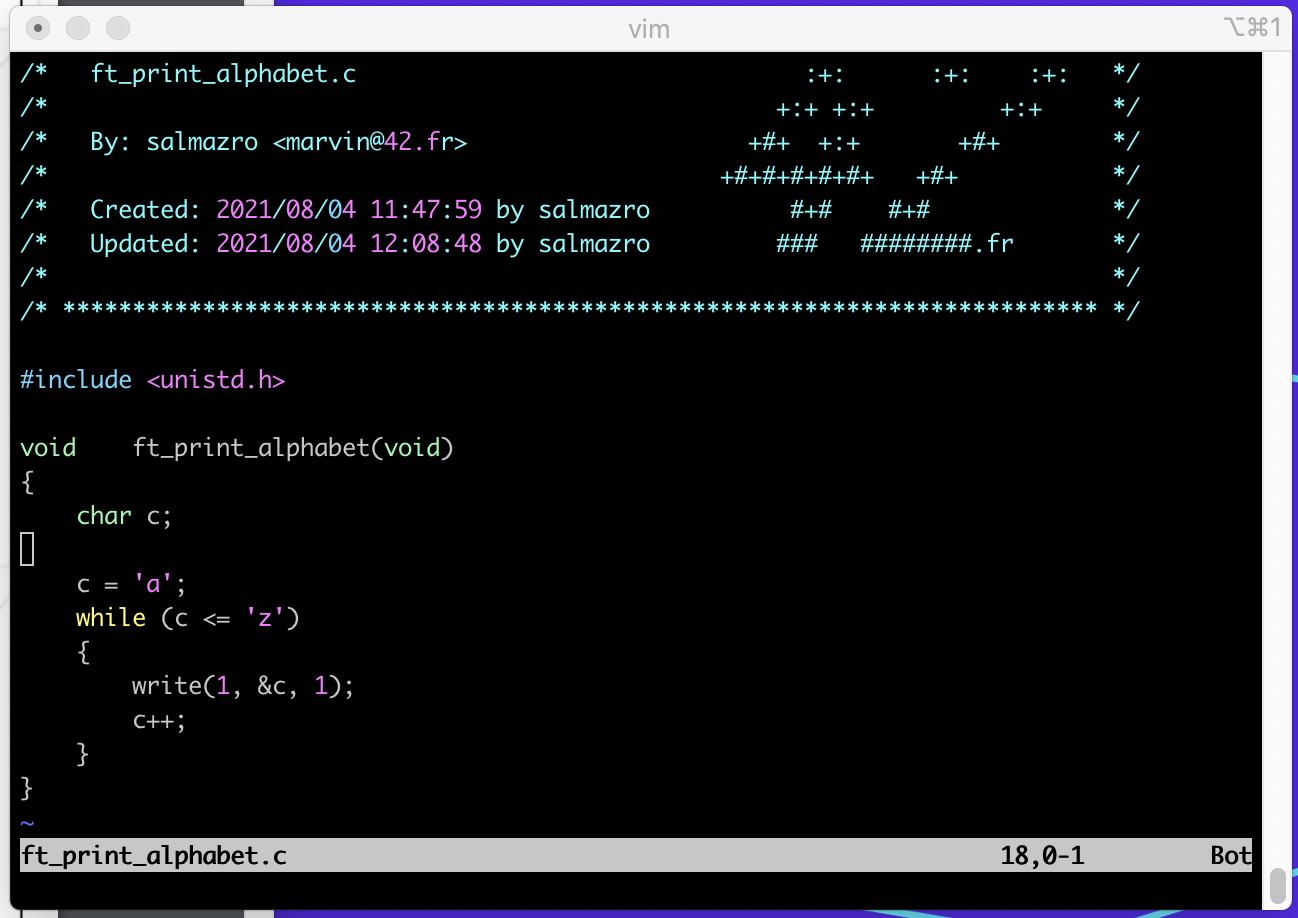 vim ⌥⌘1
/*   ft_print_alphabet.c                                :+:      :+:    :+:   */
/*                                                    +:+ +:+         +:+     */
/*   By: salmazro <marvin@42.fr>                    +#+  +:+       +#+        */
/*                                                +#+#+#+#+#+   +#+           */
/*   Created: 2021/08/04 11:47:59 by salmazro          #+#    #+#             */
/*   Updated: 2021/08/04 12:08:48 by salmazro         ###   ########.fr       */
/*                                                                            */
/* ************************************************************************** */
#include <unistd.h>
void    ft_print_alphabet(void)
{
    char c;
    c = 'a';
    while (c <= 'z')
    {
        write(1, &c, 1);
        c++;
    }
}
~
ft_print_alphabet.c 18,0-1 Bot